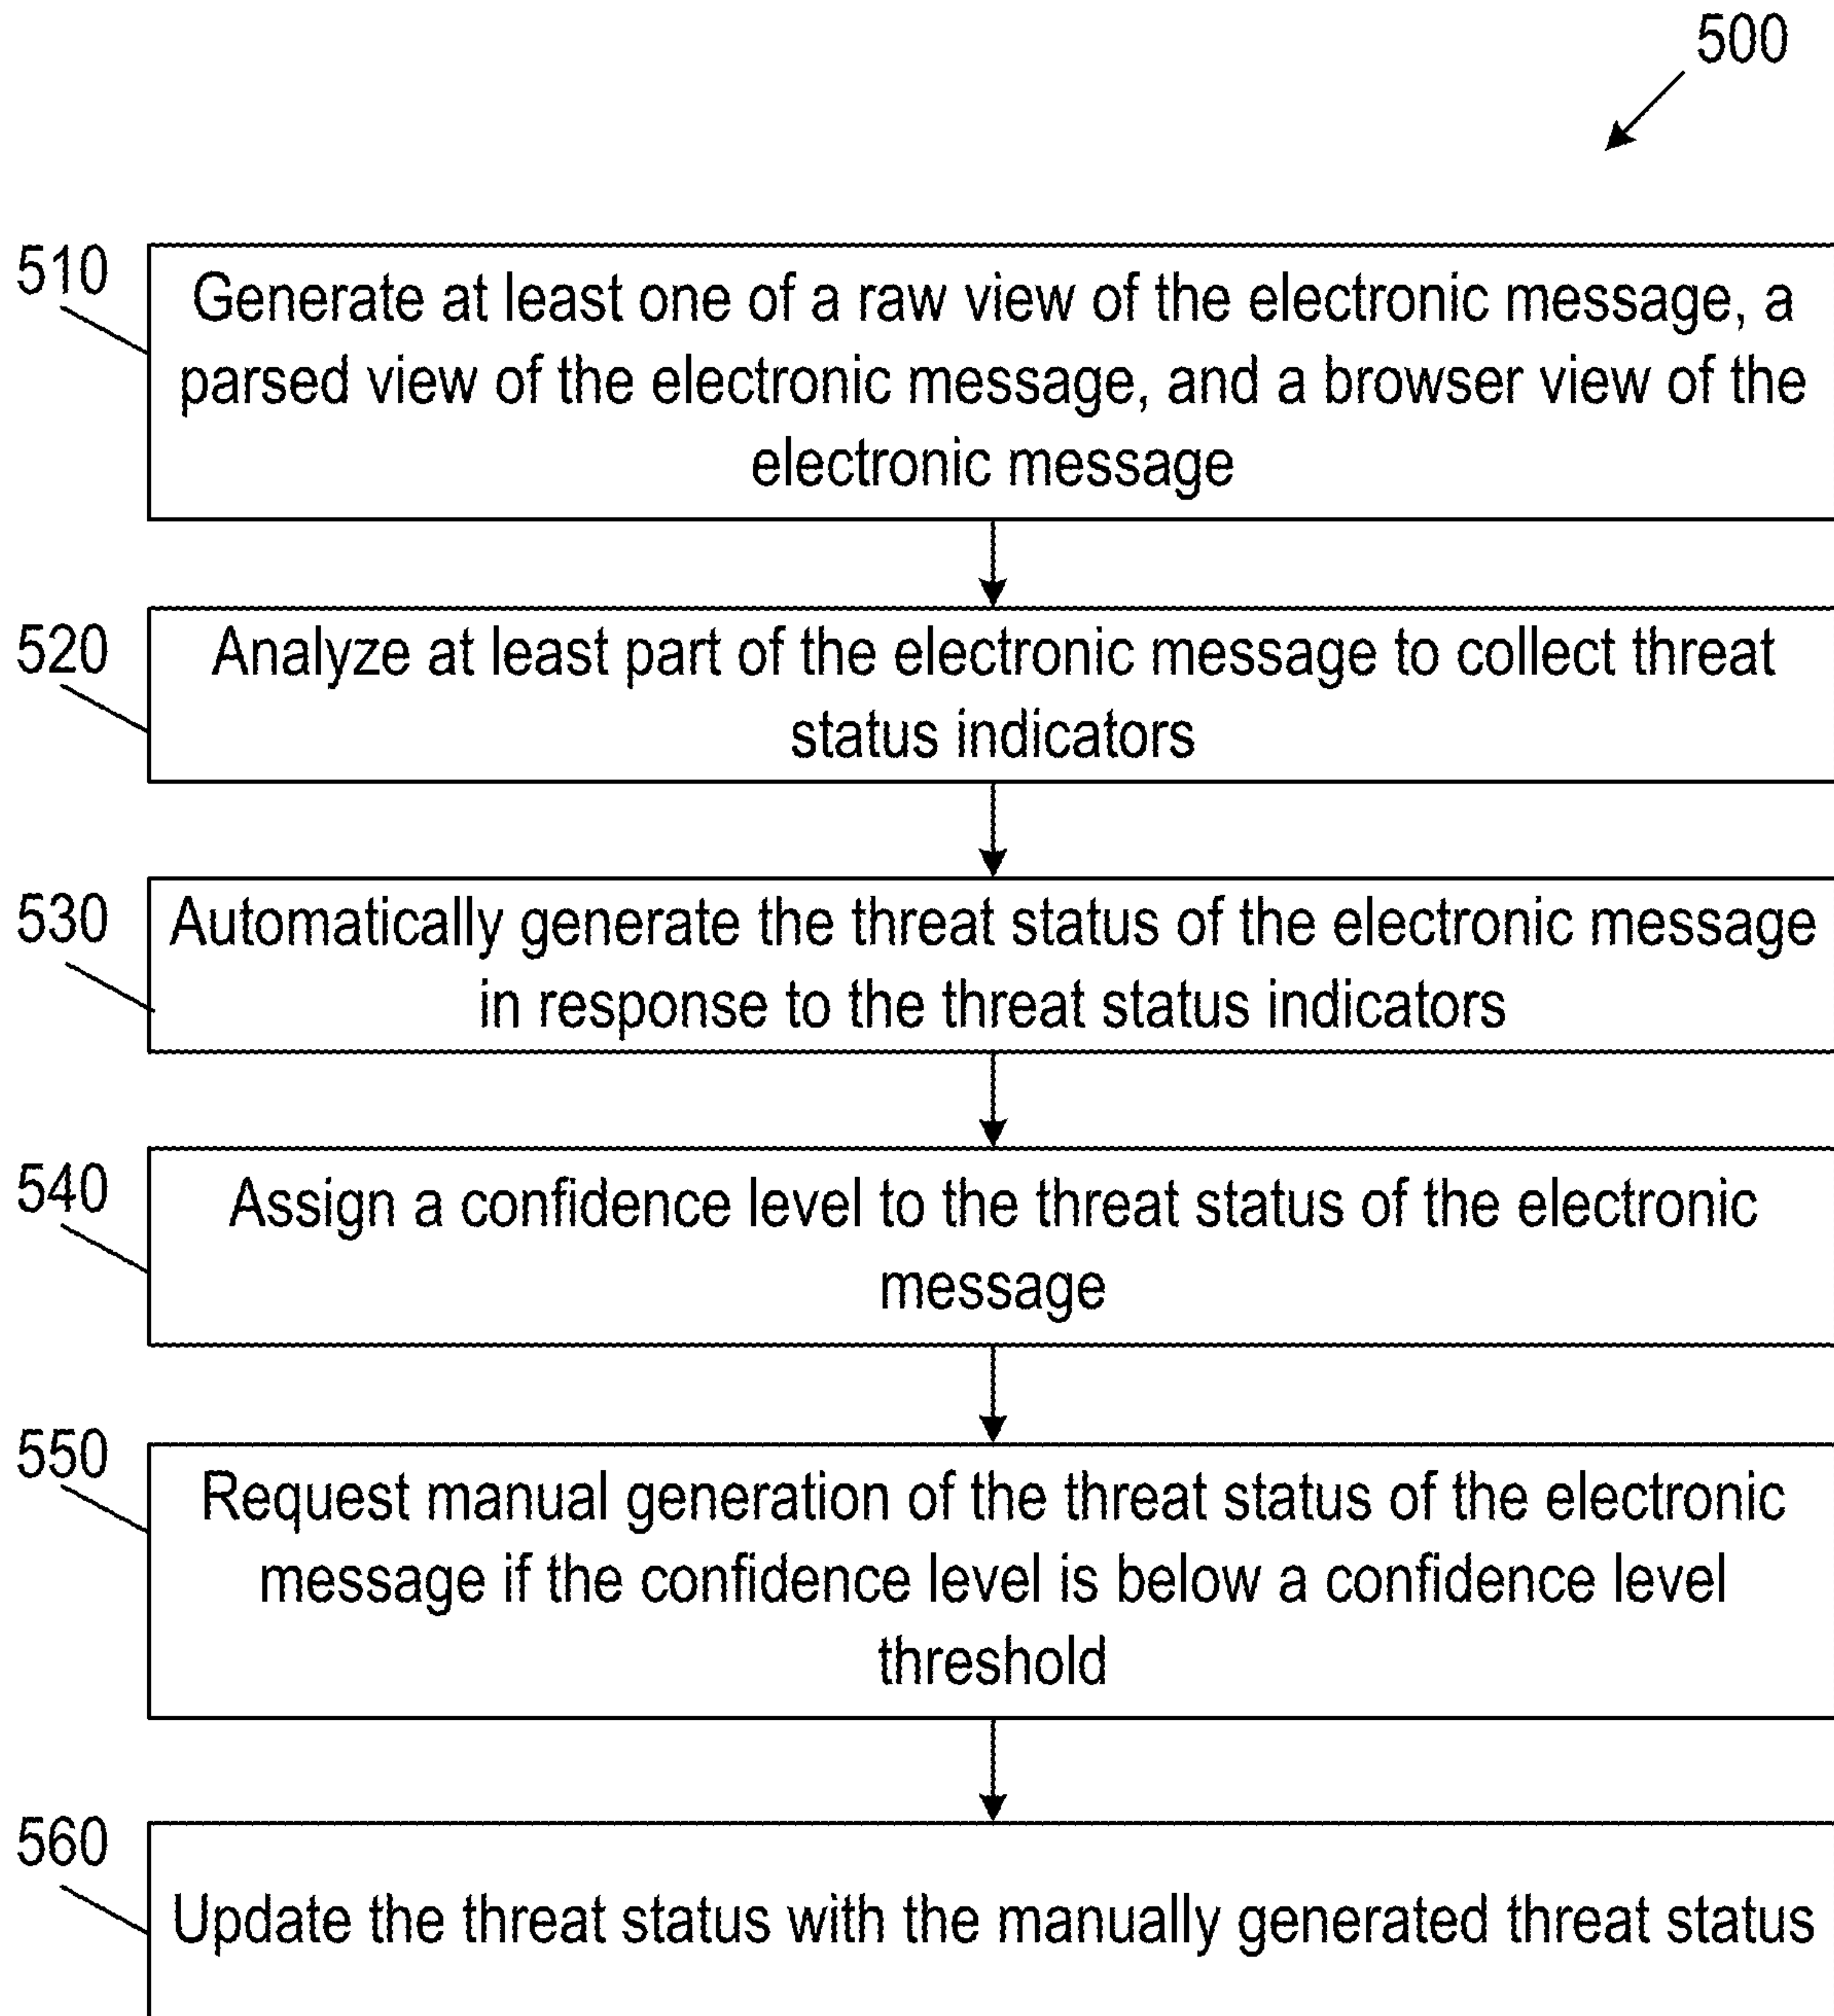 500
510
Generate at least one of a raw view of the electronic message, a
parsed view of the electronic message, and a browser view of the
electronic message
520
Analyze at least part of the electronic message to collect threat
status indicators
530
Automatically generate the threat status of the electronic message
in response to the threat status indicators
540
Assign a confidence level to the threat status of the electronic
message
550
Request manual generation of the threat status of the electronic
message if the confidence level is below a confidence level
threshold
560
Update the threat status with the manually generated threat status